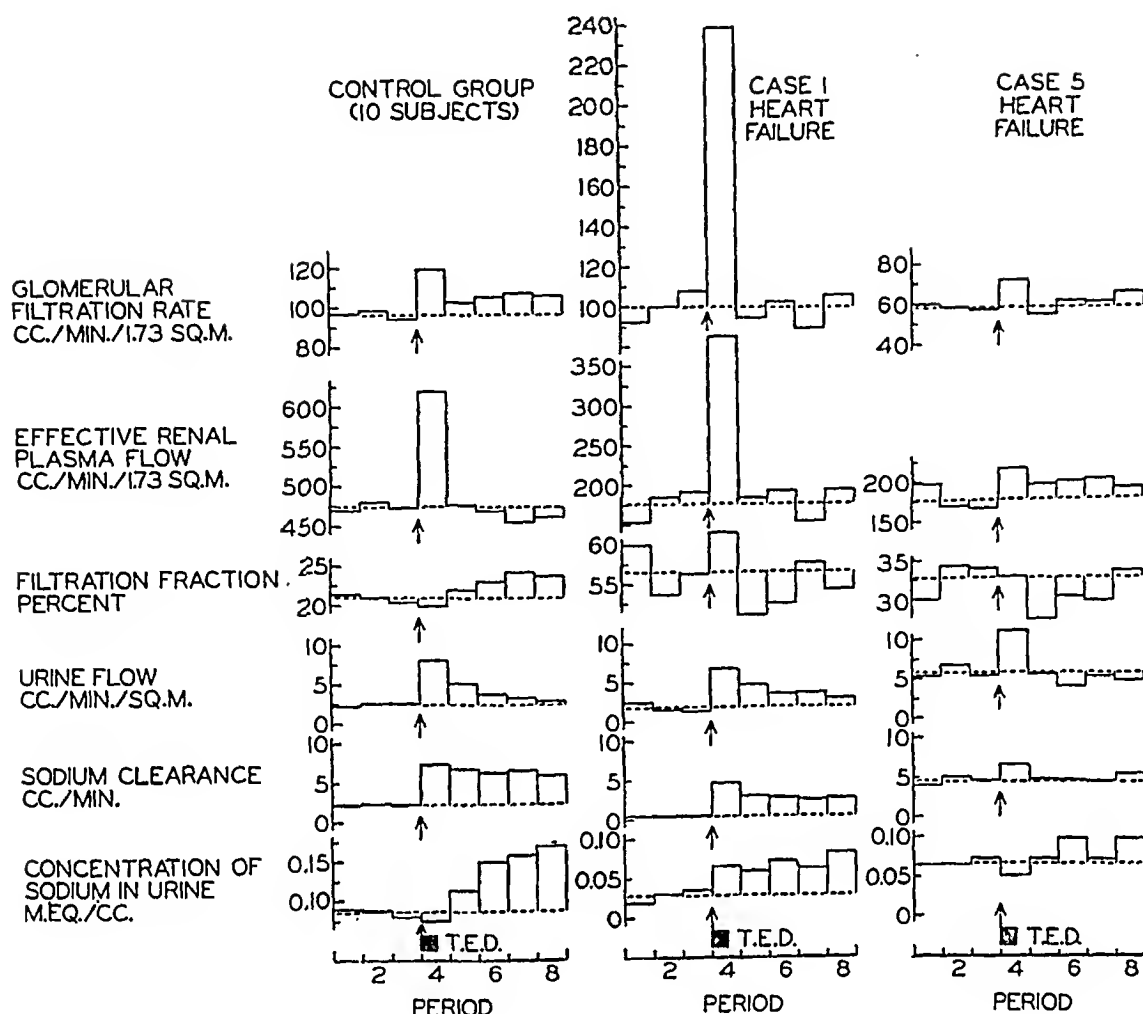 CONTROL GROUP
(10 SUBJECTS)
CASE 1
HEART
FAILURE
CASE 5
HEART
FAILURE
GLOMERULAR
FILTRATION RATE
CC./MIN./1.73 SQ.M.
120
100
80
240
220
200
180
160
140
120
100
80
60
40
EFFECTIVE RENAL
PLASMA FLOW
CC./MIN./1.73 SQ.M.
600
550
500
450
350
300
250
200
200
150
FILTRATION FRACTION
PERCENT
25
20
60
55
35
30
URINE FLOW
CC./MIN./SQ.M.
10
5
0
10
5
0
10
5
0
SODIUM CLEARANCE
CC./MIN.
10
5
0
10
5
0
10
5
0
CONCENTRATION OF
SODIUM IN URINE
M.EQ./CC.
0.15
0.10
0.10
0.05
0
0.10
0.05
0
T.E.D.
T.E.D.
T.E.D.
2 4 6 8
2 4 6 8
2 4 6 8
PERIOD
PERIOD
PERIOD